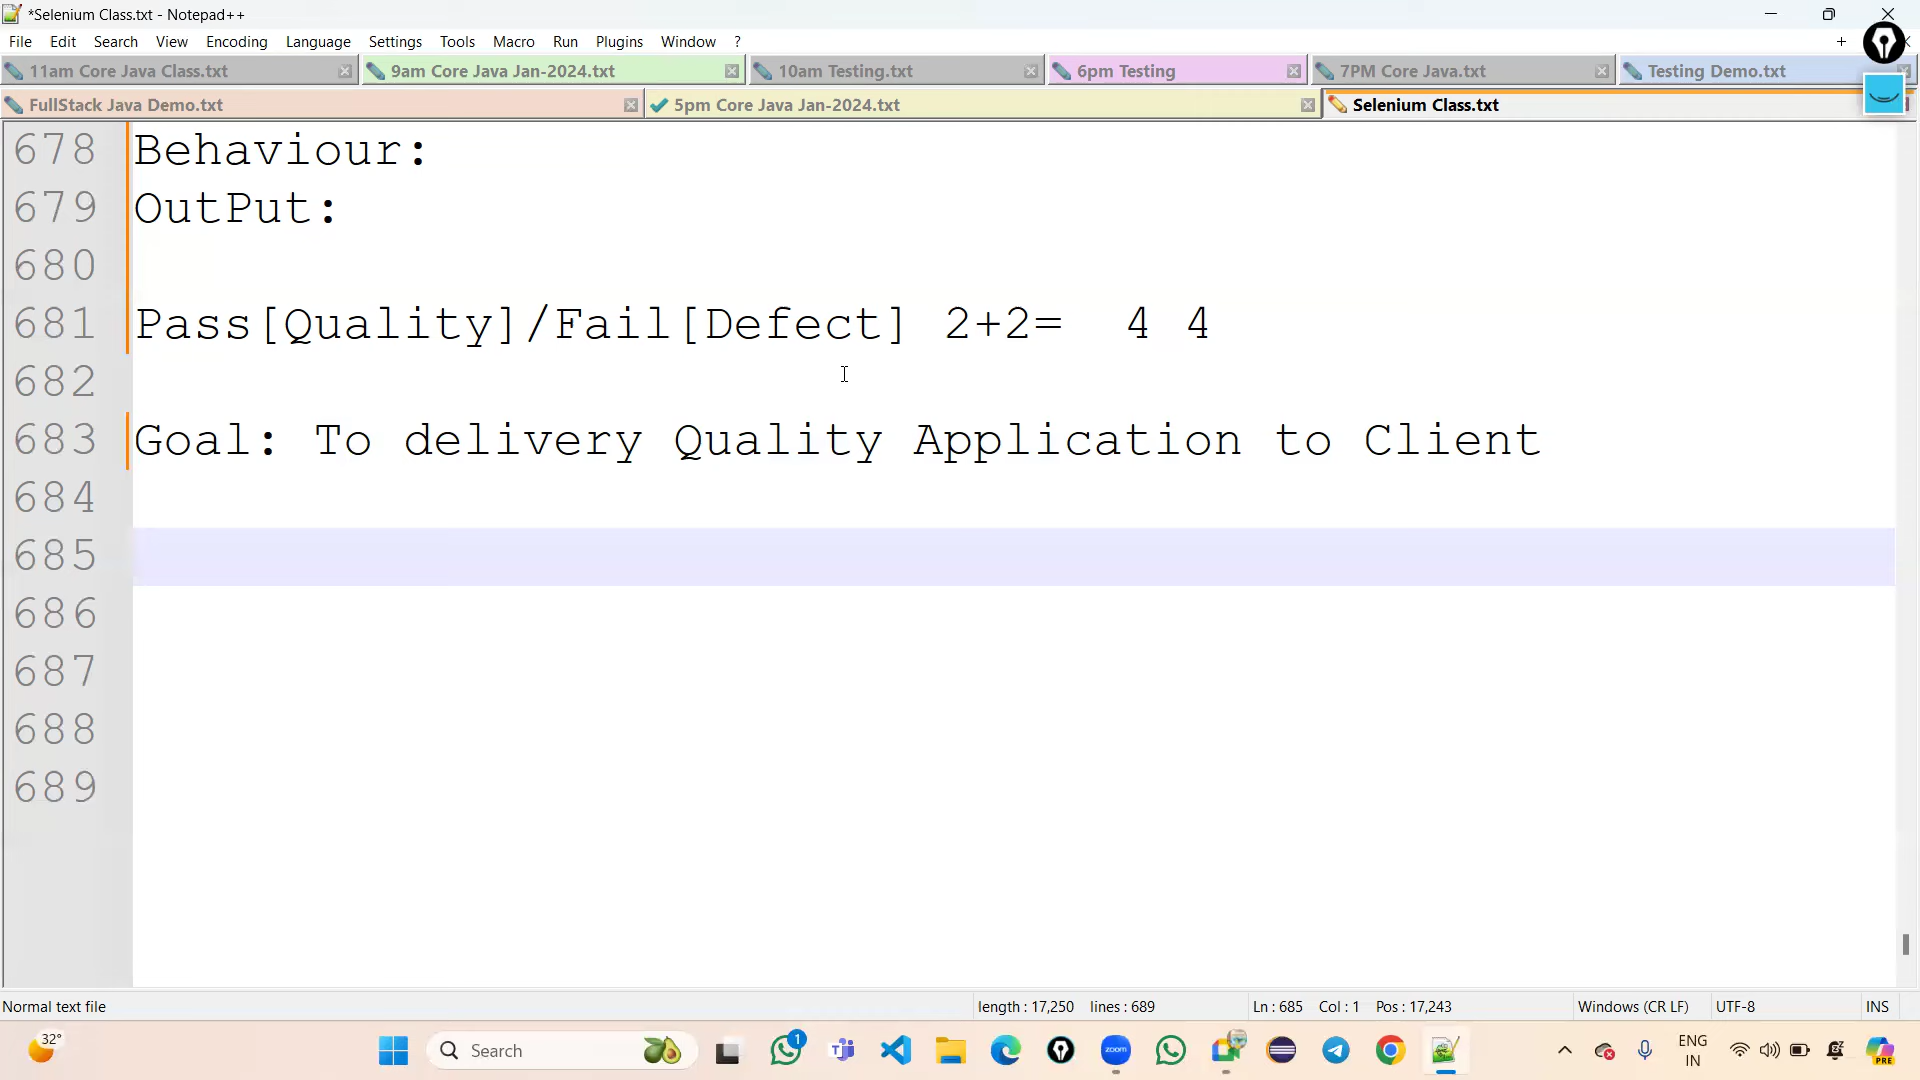 *Selenium Class.txt - Notepad++
File Edit Search View Encoding Language Settings Tools Macro Run Plugins Window ?
11am Core Java Class.txt 9am Core Java Jan-2024.txt 10am Testing.txt 6pm Testing 7PM Core Java.txt Testing Demo.txt
FullStack Java Demo.txt 5pm Core Java Jan-2024.txt Selenium Class.txt
678 Behaviour:
679 OutPut:
680
681 Pass[Quality]/Fail[Defect] 2+2= 4 4
682
683 Goal: To delivery Quality Application to Client
684
685
686
687
688
689
Normal text file length : 17,250 lines : 689 Ln : 685 Col : 1 Pos : 17,243 Windows (CR LF) UTF-8 INS
32° Search 1 zoom ENG PRE
IN